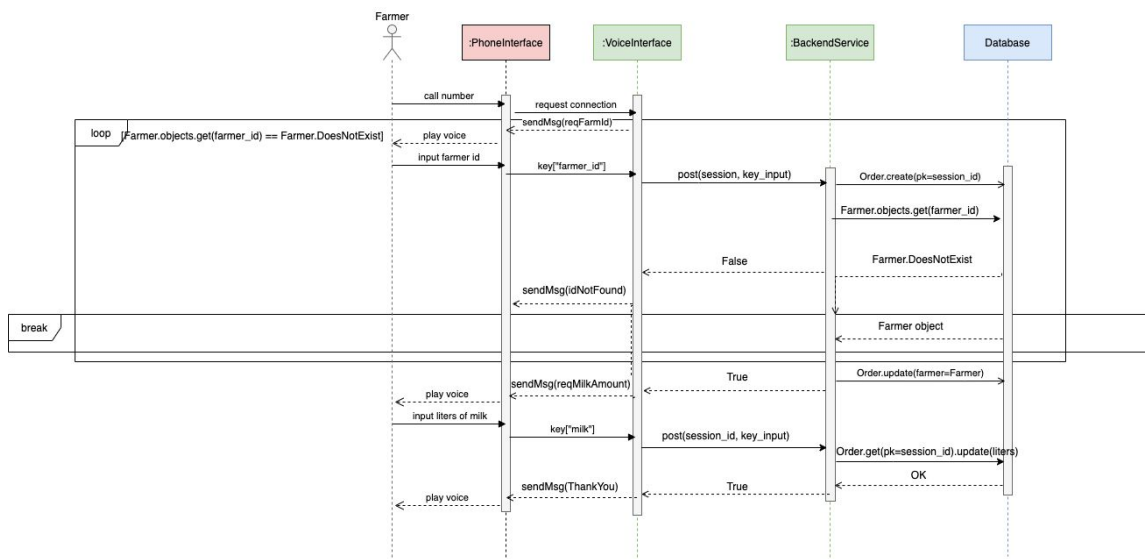 Farmer
:PhoneInterface
:VoiceInterface
:BackendService
Database
call number
request connection
loop
[Farmer.objects.get(farmer_id) == Farmer.DoesNotExist]
sendMsg(reqFarmId)
play voice
input farmer id
key["farmer_id"]
post(session, key_input)
Order.create(pk=session_id)
Farmer.objects.get(farmer_id)
False
Farmer.DoesNotExist
sendMsg(idNotFound)
break
Farmer object
True
Order.update(farmer=Farmer)
sendMsg(reqMilkAmount)
play voice
input liters of milk
key["milk"]
post(session_id, key_input)
Order.get(pk=session_id).update(liters)
OK
sendMsg(ThankYou)
True
play voice